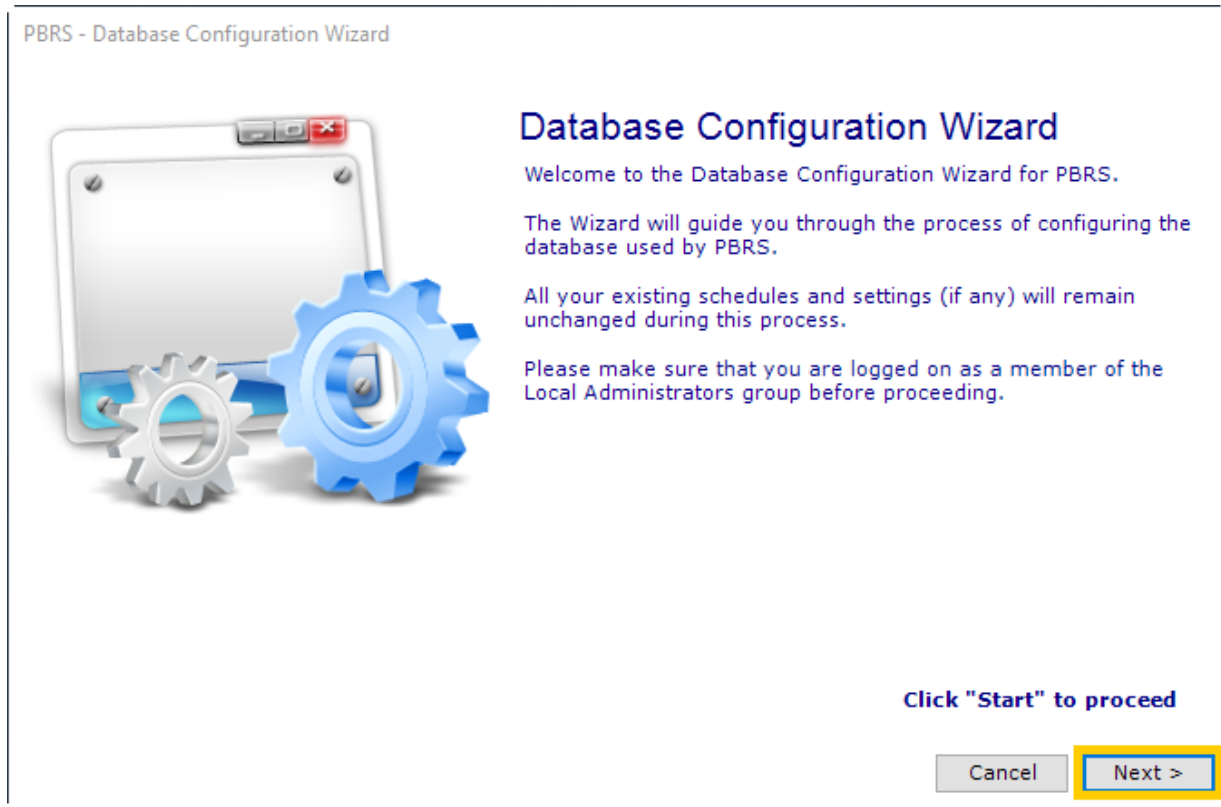 PBRS - Database Configuration Wizard
Database Configuration Wizard
Welcome to the Database Configuration Wizard for PBRS.
The Wizard will guide you through the process of configuring the
database used by PBRS.
All your existing schedules and settings (if any) will remain
unchanged during this process.
Please make sure that you are logged on as a member of the
Local Administrators group before proceeding.
Click "Start" to proceed
Cancel
Next >